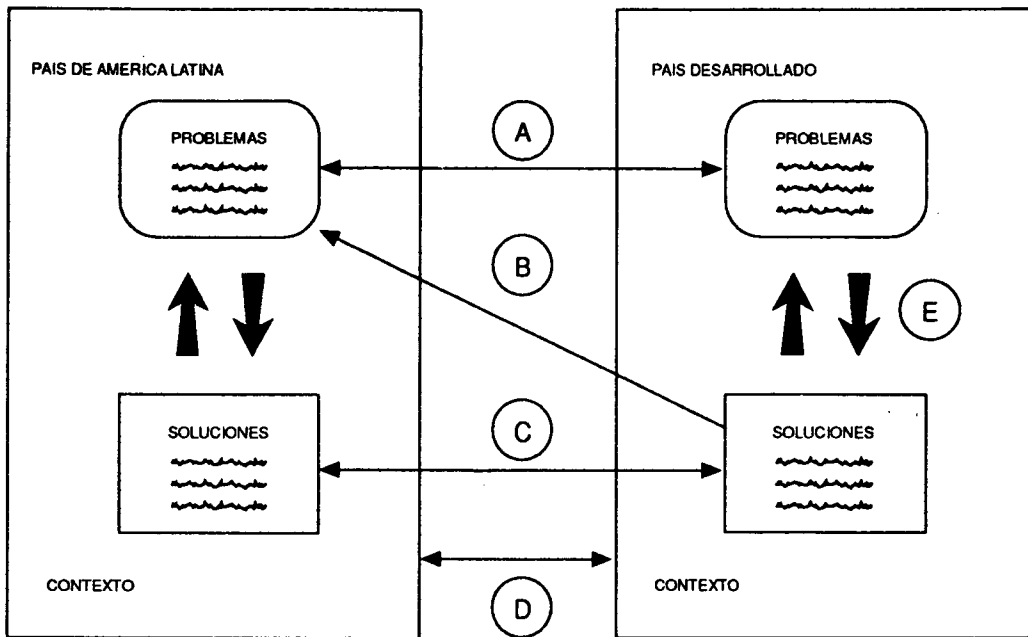 PAIS DE AMERICA LATINA
PROBLEMAS
SOLUCIONES
CONTEXTO
A
B
C
D
PAIS DESARROLLADO
PROBLEMAS
E
SOLUCIONES
CONTEXTO